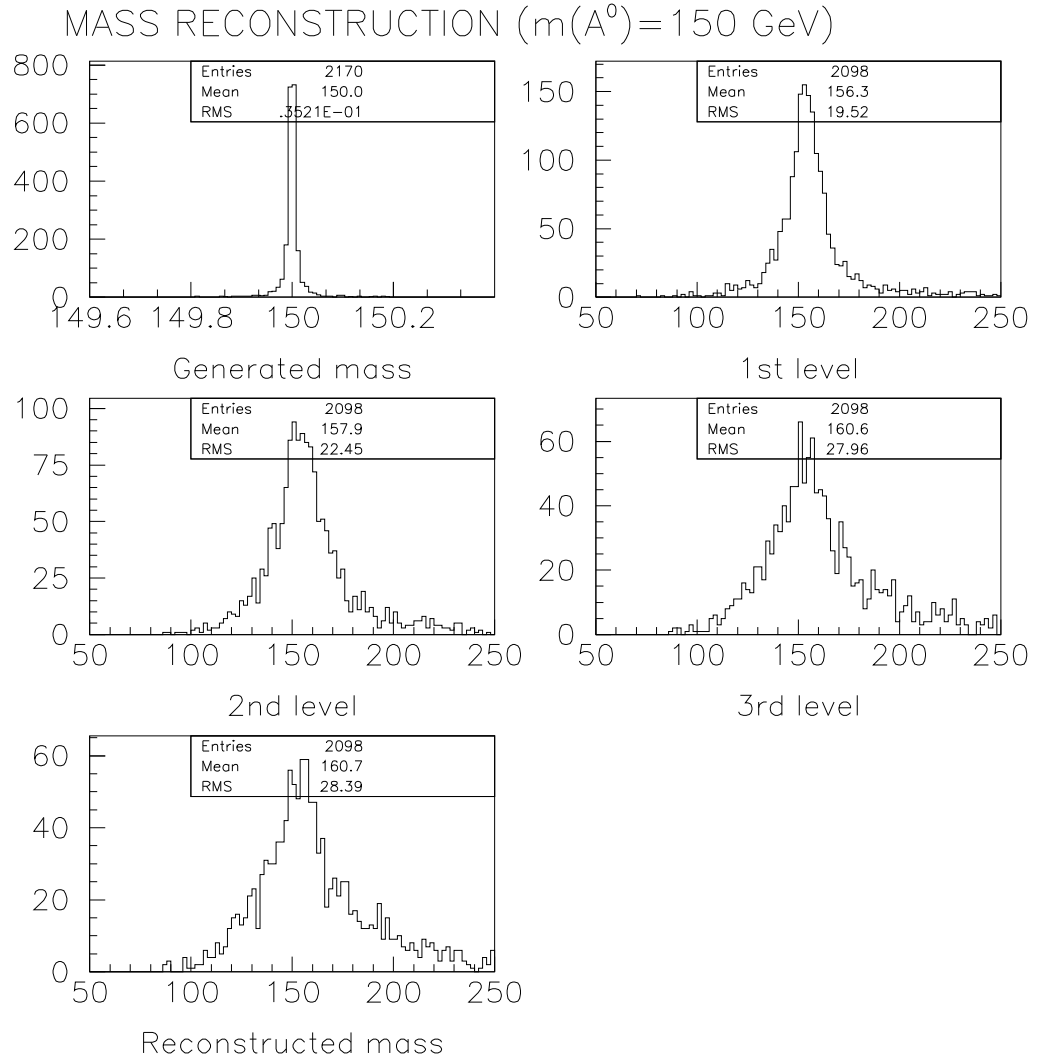 MASS RECONSTRUCTION (m(A⁰)=150 GeV)
800
600
400
200
0
Entries 2170
Mean 150.0
RMS .3521E-01
149.6 149.8 150 150.2
Generated mass
150
100
50
0
Entries 2098
Mean 156.3
RMS 19.52
50 100 150 200 250
1st level
100
75
50
25
0
Entries 2098
Mean 157.9
RMS 22.45
50 100 150 200 250
2nd level
60
40
20
0
Entries 2098
Mean 160.6
RMS 27.96
50 100 150 200 250
3rd level
60
40
20
0
Entries 2098
Mean 160.7
RMS 28.39
50 100 150 200 250
Reconstructed mass